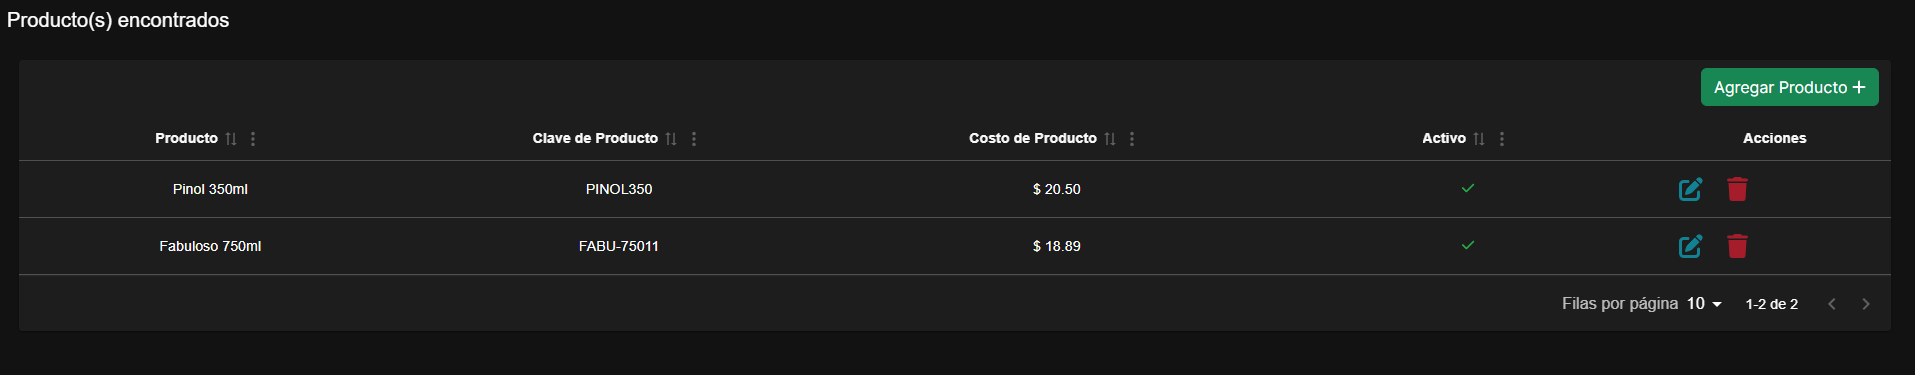 Producto(s) encontrados
Agregar Producto +
Producto Clave de Producto Costo de Producto Activo Acciones
Pinol 350ml PINOL350 $ 20.50
Fabuloso 750ml FABU-75011 $ 18.89
Filas por página 10 1-2 de 2